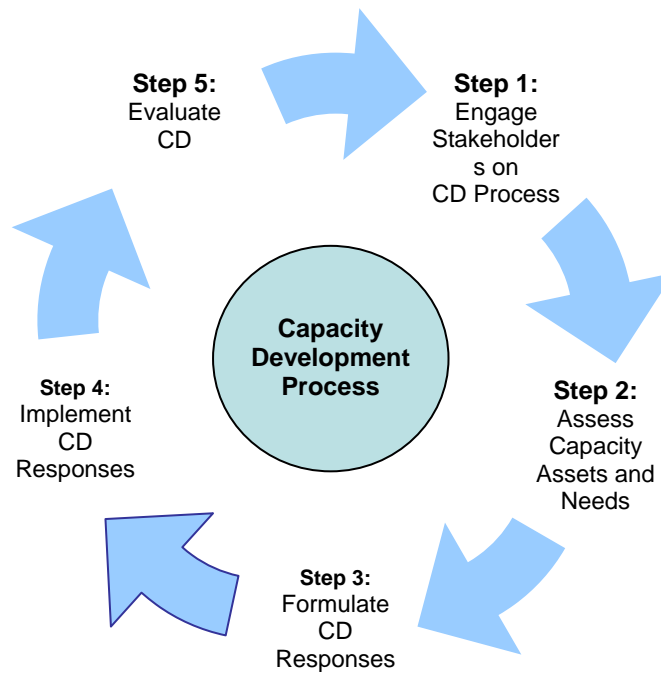 Step 5:
Evaluate
CD
Step 1:
Engage
Stakeholder
s on
CD Process
Capacity
Development
Process
Step 4:
Implement
CD
Responses
Step 2:
Assess
Capacity
Assets and
Needs
Step 3:
Formulate
CD
Responses